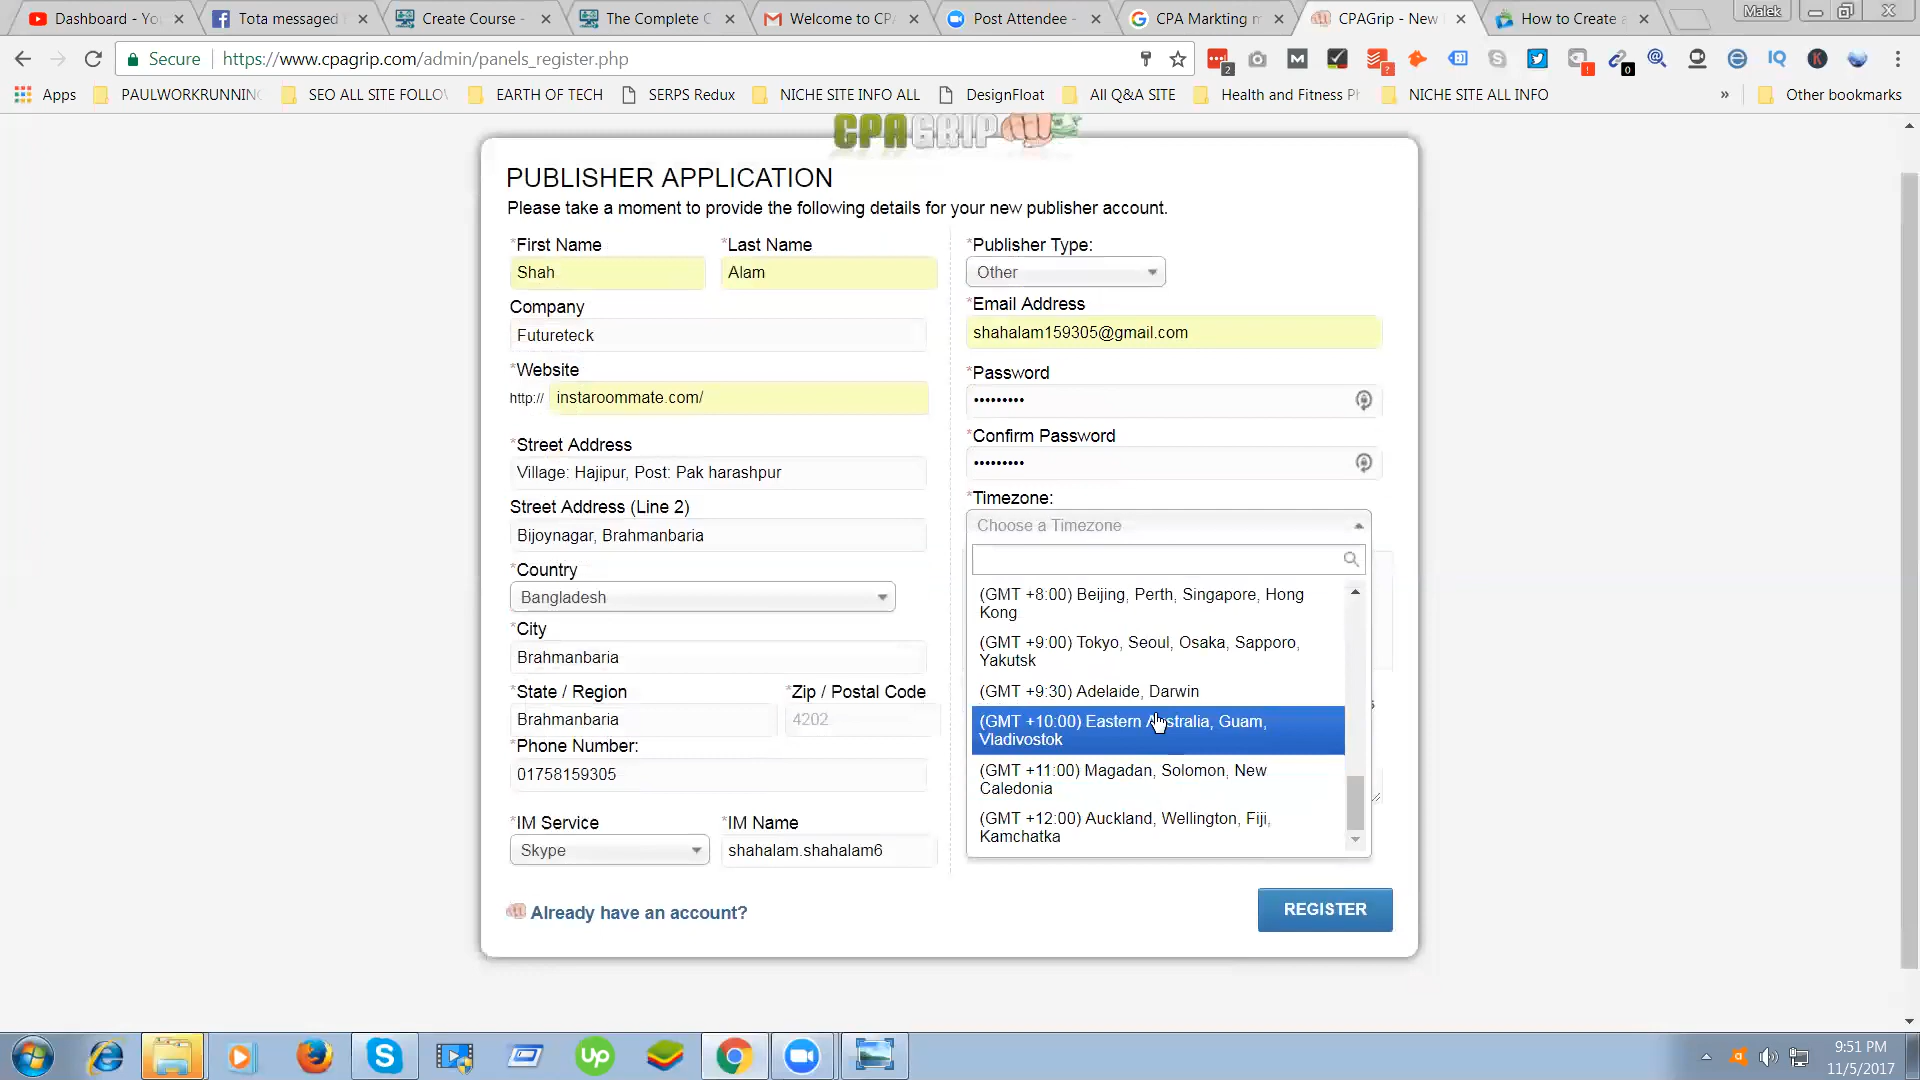 Dashboard - Yo
Tota messaged
Create Course -
The Complete C
Welcome to CPA
Post Attendee -
CPA Markting m
CPAGrip - New
How to Create a
Malek
Secure
https://www.cpagrip.com/admin/panels_register.php
2
?
!
0
Apps
PAULWORKRUNNING
SEO ALL SITE FOLLOV
EARTH OF TECH
SERPS Redux
NICHE SITE INFO ALL
DesignFloat
All Q&A SITE
Health and Fitness Pl
NICHE SITE ALL INFO
»
Other bookmarks
CPAGRIP
PUBLISHER APPLICATION
Please take a moment to provide the following details for your new publisher account.
*First Name
*Last Name
Shah
Alam
Company
Futureteck
*Website
http:// instaroommate.com/
*Street Address
Village: Hajipur, Post: Pak harashpur
Street Address (Line 2)
Bijoynagar, Brahmanbaria
*Country
Bangladesh
*City
Brahmanbaria
*State / Region
*Zip / Postal Code
Brahmanbaria
4202
*Phone Number:
01758159305
*IM Service
*IM Name
Skype
shahalam.shahalam6
Already have an account?
*Publisher Type:
Other
*Email Address
shahalam159305@gmail.com
*Password
•••••••••
*Confirm Password
•••••••••
*Timezone:
Choose a Timezone
(GMT +8:00) Beijing, Perth, Singapore, Hong
Kong
(GMT +9:00) Tokyo, Seoul, Osaka, Sapporo,
Yakutsk
(GMT +9:30) Adelaide, Darwin
(GMT +10:00) Eastern Australia, Guam,
Vladivostok
(GMT +11:00) Magadan, Solomon, New
Caledonia
(GMT +12:00) Auckland, Wellington, Fiji,
Kamchatka
REGISTER
Up
9:51 PM
11/5/2017